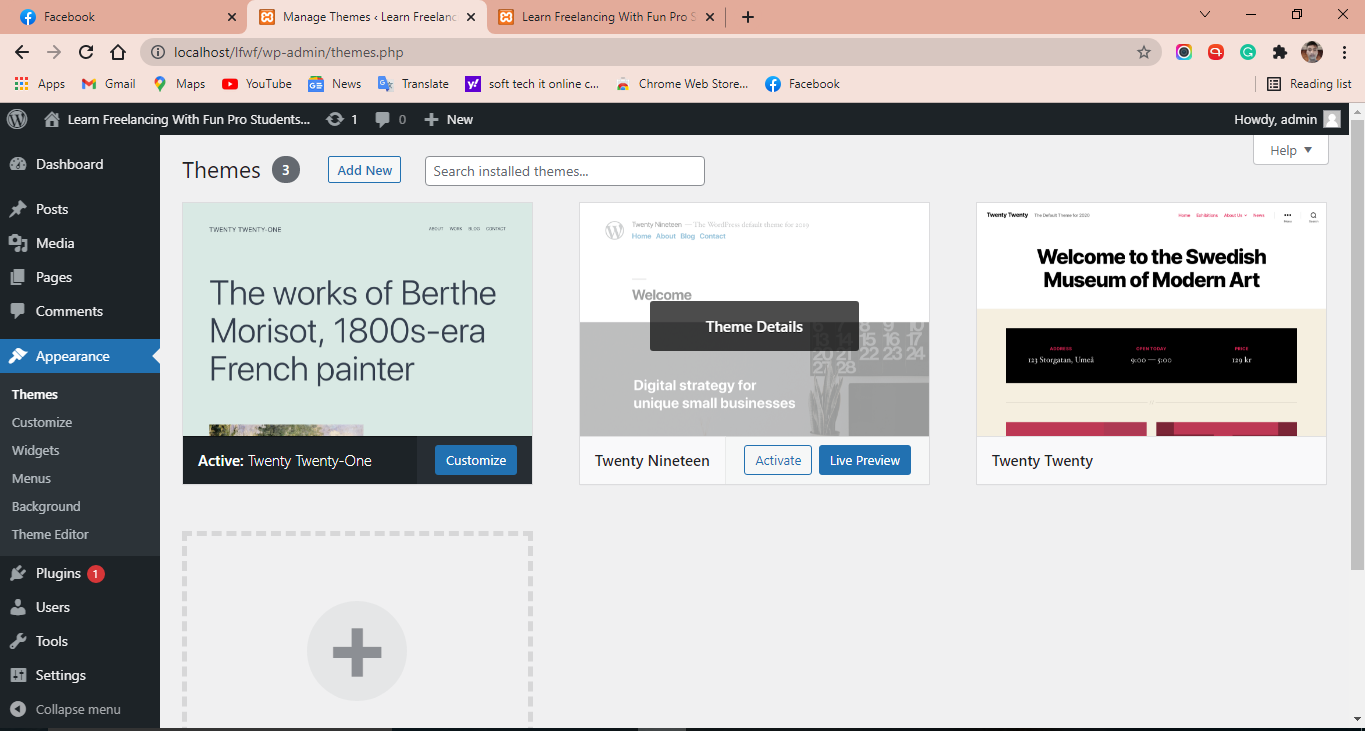 Facebook
Manage Themes ‹ Learn Freelanc
Learn Freelancing With Fun Pro S
localhost/lfwf/wp-admin/themes.php
Apps
Gmail
Maps
YouTube
News
Translate
soft tech it online c...
Chrome Web Store...
Facebook
Reading list
Learn Freelancing With Fun Pro Students...
1
0
New
Howdy, admin
Dashboard
Posts
Media
Pages
Comments
Appearance
Themes
Customize
Widgets
Menus
Background
Theme Editor
Plugins 1
Users
Tools
Settings
Collapse menu
Themes 3
Add New
Search installed themes...
Help
TWENTY TWENTY-ONE
ABOUT WORK BLOG CONTACT
The works of Berthe
Morisot, 1800s-era
French painter
Active: Twenty Twenty-One
Customize
Twenty Nineteen — The WordPress default theme for 2019
Home About Blog Contact
Welcome
Theme Details
Digital strategy for
unique small businesses
Twenty Nineteen
Activate
Live Preview
Twenty Twenty
The Default Theme for 2020
Home Exhibitions About Us News
Welcome to the Swedish
Museum of Modern Art
ADDRESS
123 Storgatan, Umeå
OPEN TODAY
9:00 — 5:00
PRICE
129 kr
Twenty Twenty